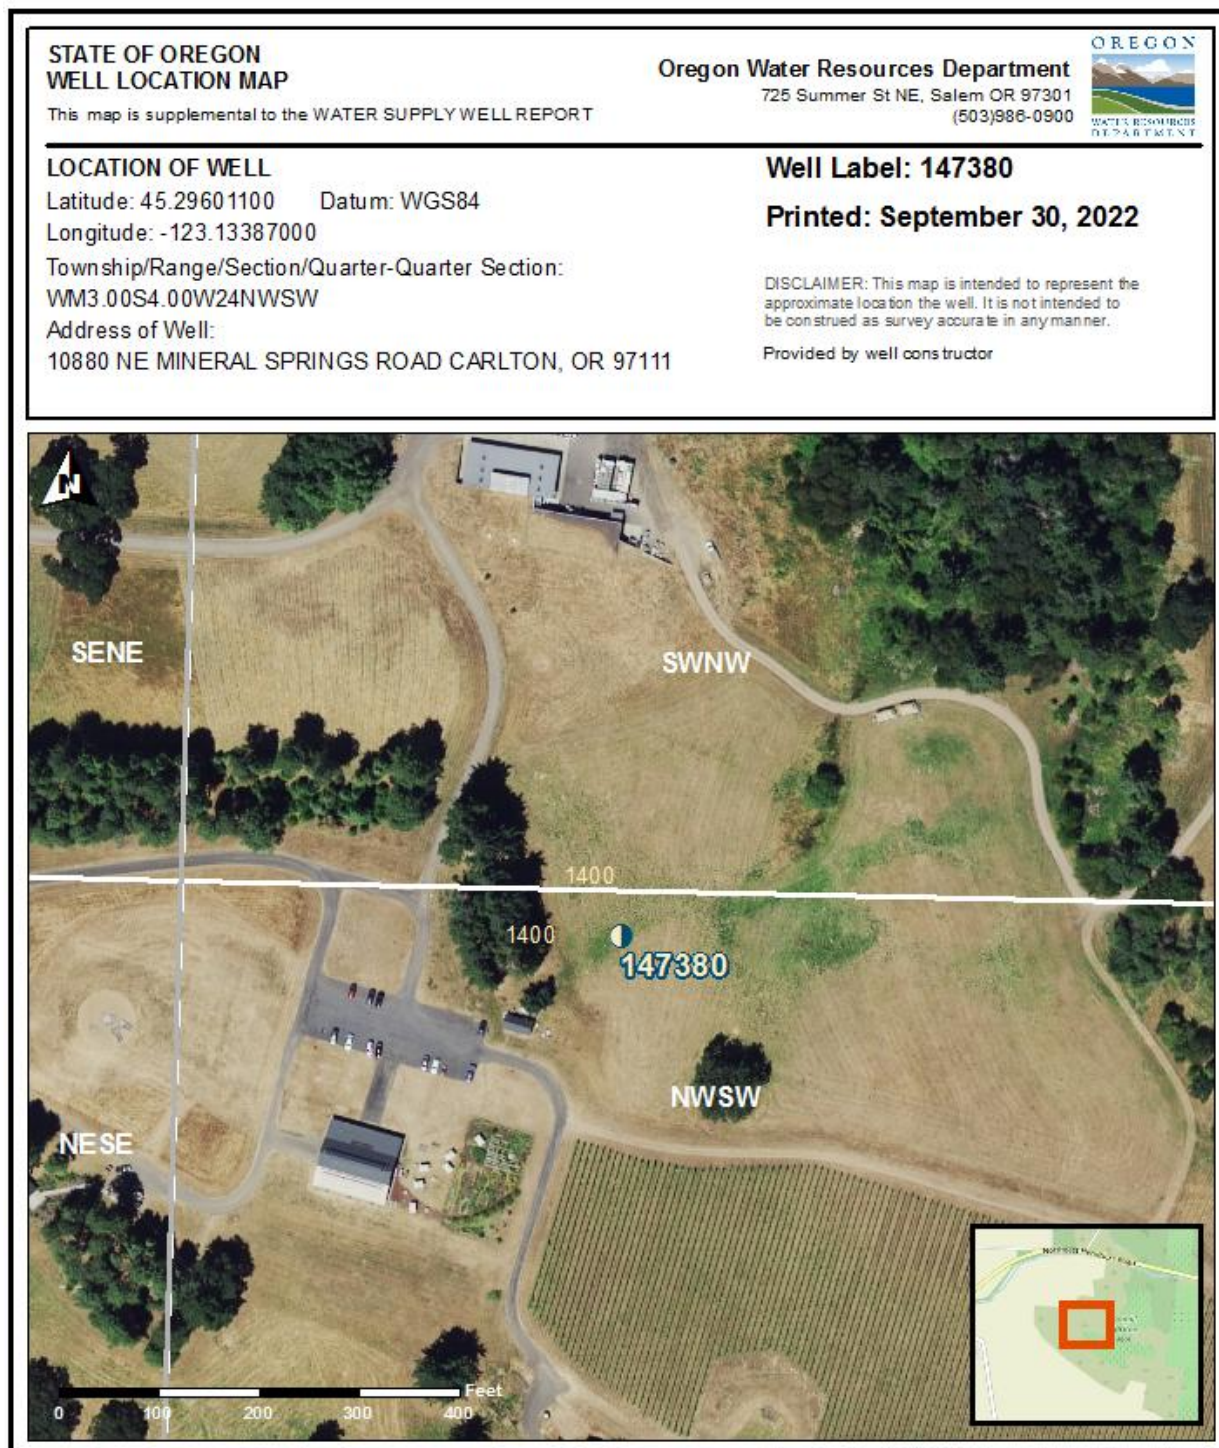 STATE OF OREGON
WELL LOCATION MAP
This map is supplemental to the WATER SUPPLY WELL REPORT
Oregon Water Resources Department
725 Summer St NE, Salem OR 97301
(503)986-0900
OREGON
WATER RESOURCES
DEPARTMENT
LOCATION OF WELL
Latitude: 45.29601100 Datum: WGS84
Longitude: -123.13387000
Township/Range/Section/Quarter-Quarter Section:
WM3.00S4.00W24NWSW
Address of Well:
10880 NE MINERAL SPRINGS ROAD CARLTON, OR 97111
Well Label: 147380
Printed: September 30, 2022
DISCLAIMER: This map is intended to represent the
approximate location the well. It is not intended to
be construed as survey accurate in any manner.
Provided by well constructor
N
SENE
SWNW
1400
1400
147380
NWSW
NESE
Feet
0 100 200 300 400